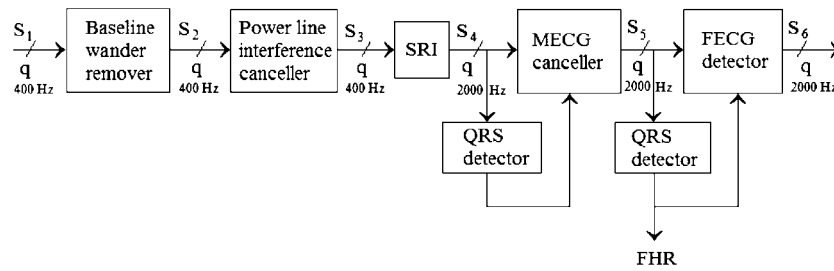 S1
q
400 Hz
Baseline
wander
remover
S2
q
400 Hz
Power line
interference
canceller
S3
q
400 Hz
SRI
S4
q
2000 Hz
MECG
canceller
S5
q
2000 Hz
FECG
detector
S6
q
2000 Hz
QRS
detector
QRS
detector
FHR